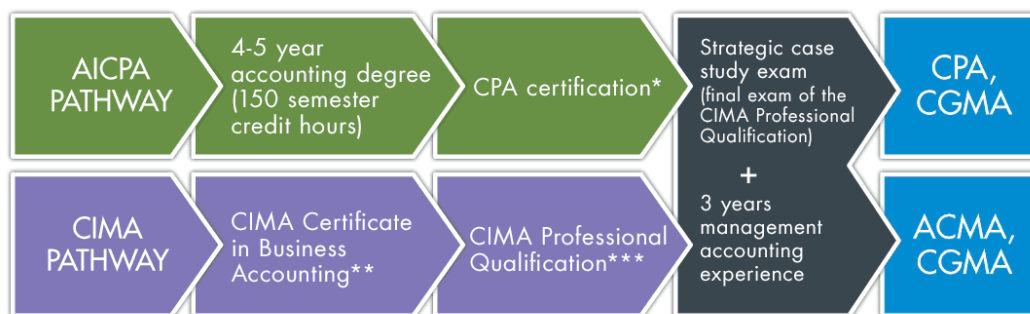 AICPA
PATHWAY
4-5 year
accounting degree
(150 semester
credit hours)
CPA certification*
Strategic case
study exam
(final exam of the
CIMA Professional
Qualification)
+
3 years
management
accounting
experience
CPA,
CGMA
CIMA
PATHWAY
CIMA Certificate
in Business
Accounting**
CIMA Professional
Qualification***
ACMA,
CGMA